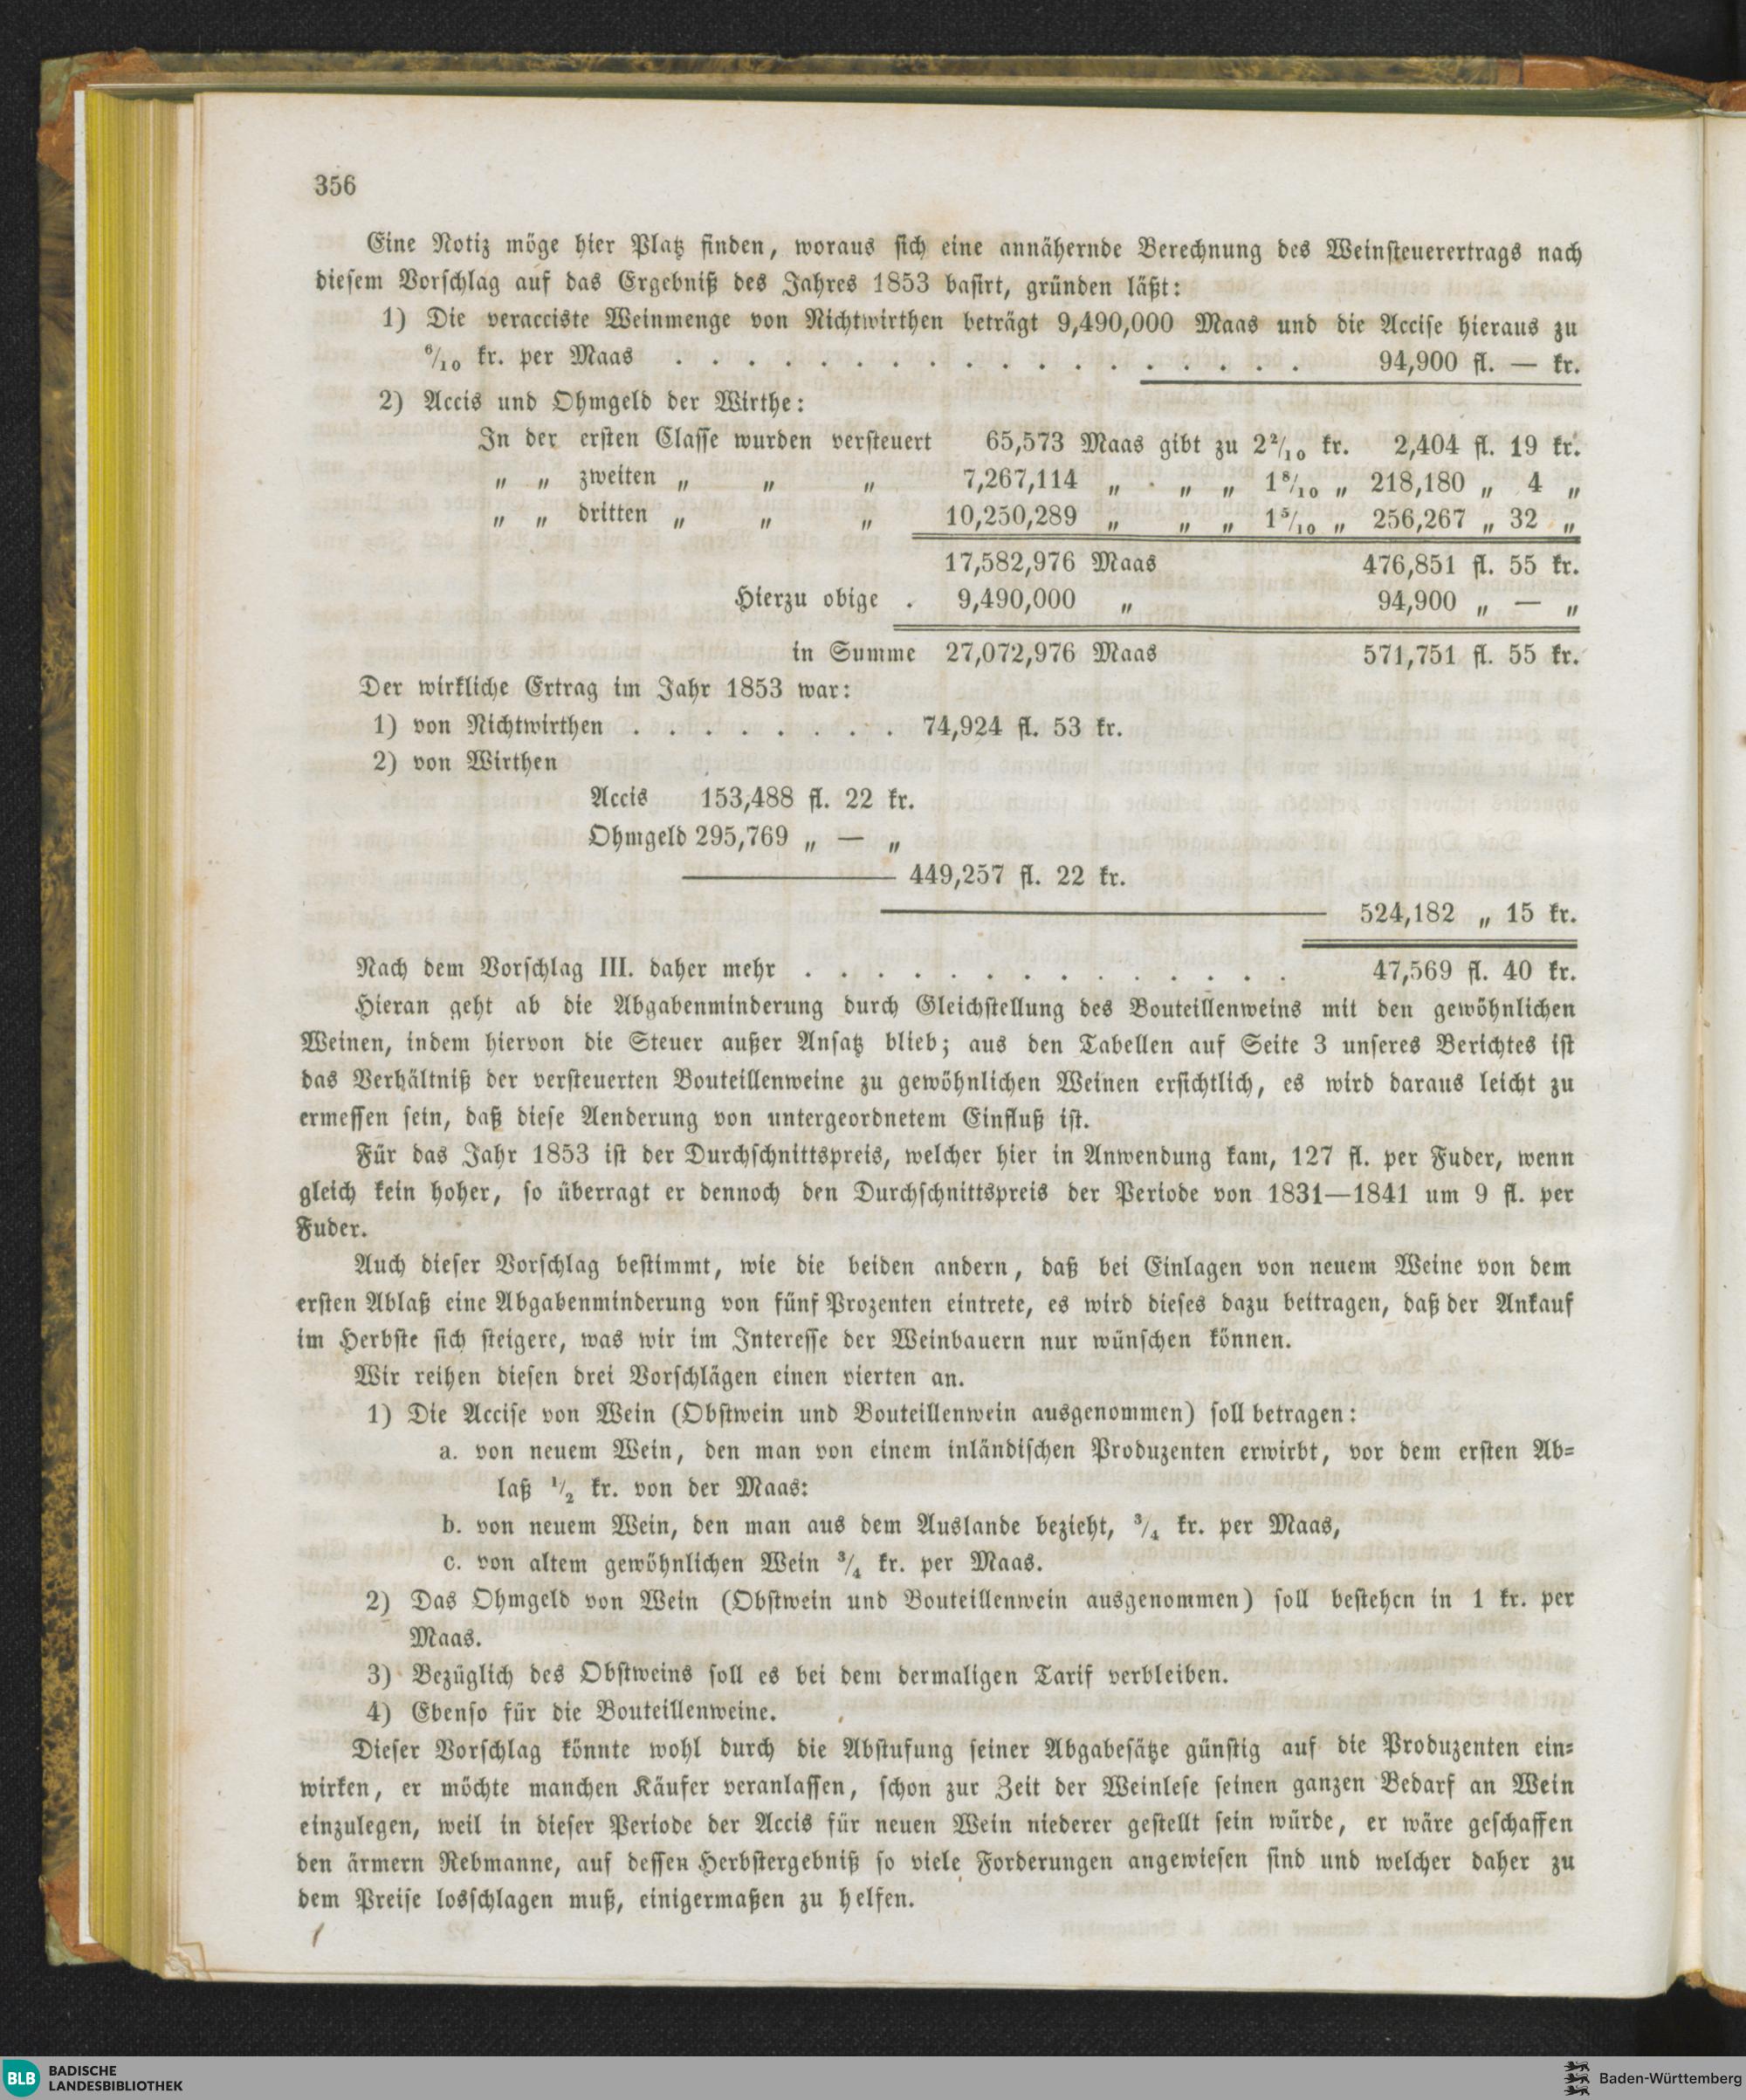 356
Eine Notiz möge hier Platz finden, woraus sich eine annähernde Berechnung des Weinsteuerertrags nach
diesem Vorschlag auf das Ergebniß des Jahres 1853 basirt, gründen läßt:
1) Die veracciste Weinmenge von Nichtwirthen beträgt 9,490,000 Maas und die Accise hieraus zu
6/10 kr. per Maas . . . . . . . . . . . . . . . . . . 94,900 fl. — kr.
2) Accis und Ohmgeld der Wirthe:
In der ersten Classe wurden versteuert 65,573 Maas gibt zu 2 2/10 kr. 2,404 fl. 19 kr.
„ „ zweiten „ „ „ 7,267,114 „ „ „ 1 8/10 „ 218,180 „ 4 „
„ „ dritten „ „ „ 10,250,289 „ „ „ 1 5/10 „ 256,267 „ 32 „
17,582,976 Maas 476,851 fl. 55 kr.
Hierzu obige . 9,490,000 „ 94,900 „ — „
in Summe 27,072,976 Maas 571,751 fl. 55 kr.
Der wirkliche Ertrag im Jahr 1853 war:
1) von Nichtwirthen . . . . . . . . 74,924 fl. 53 kr.
2) von Wirthen
Accis 153,488 fl. 22 kr.
Ohmgeld 295,769 „ — „
449,257 fl. 22 kr.
524,182 „ 15 kr.
Nach dem Vorschlag III. daher mehr . . . . . . . . . . . . . . 47,569 fl. 40 kr.
Hieran geht ab die Abgabenminderung durch Gleichstellung des Bouteillenweins mit den gewöhnlichen
Weinen, indem hiervon die Steuer außer Ansatz blieb; aus den Tabellen auf Seite 3 unseres Berichtes ist
das Verhältniß der versteuerten Bouteillenweine zu gewöhnlichen Weinen ersichtlich, es wird daraus leicht zu
ermessen sein, daß diese Aenderung von untergeordnetem Einfluß ist.
Für das Jahr 1853 ist der Durchschnittspreis, welcher hier in Anwendung kam, 127 fl. per Fuder, wenn
gleich kein hoher, so überragt er dennoch den Durchschnittspreis der Periode von 1831—1841 um 9 fl. per
Fuder.
Auch dieser Vorschlag bestimmt, wie die beiden andern, daß bei Einlagen von neuem Weine von dem
ersten Ablaß eine Abgabenminderung von fünf Prozenten eintrete, es wird dieses dazu beitragen, daß der Ankauf
im Herbste sich steigere, was wir im Interesse der Weinbauern nur wünschen können.
Wir reihen diesen drei Vorschlägen einen vierten an.
1) Die Accise von Wein (Obstwein und Bouteillenwein ausgenommen) soll betragen:
a. von neuem Wein, den man von einem inländischen Produzenten erwirbt, vor dem ersten Ab-
laß 1/2 kr. von der Maas:
b. von neuem Wein, den man aus dem Auslande bezieht, 3/4 kr. per Maas,
c. von altem gewöhnlichen Wein 3/4 kr. per Maas.
2) Das Ohmgeld von Wein (Obstwein und Bouteillenwein ausgenommen) soll bestehen in 1 kr. per
Maas.
3) Bezüglich des Obstweins soll es bei dem dermaligen Tarif verbleiben.
4) Ebenso für die Bouteillenweine.
Dieser Vorschlag könnte wohl durch die Abstufung seiner Abgabesätze günstig auf die Produzenten ein-
wirken, er möchte manchen Käufer veranlassen, schon zur Zeit der Weinlese seinen ganzen Bedarf an Wein
einzulegen, weil in dieser Periode der Accis für neuen Wein niederer gestellt sein würde, er wäre geschaffen
den ärmern Rebmanne, auf dessen Herbstergebniß so viele Forderungen angewiesen sind und welcher daher zu
dem Preise losschlagen muß, einigermaßen zu helfen.
BLB BADISCHE
LANDESBIBLIOTHEK
Baden-Württemberg